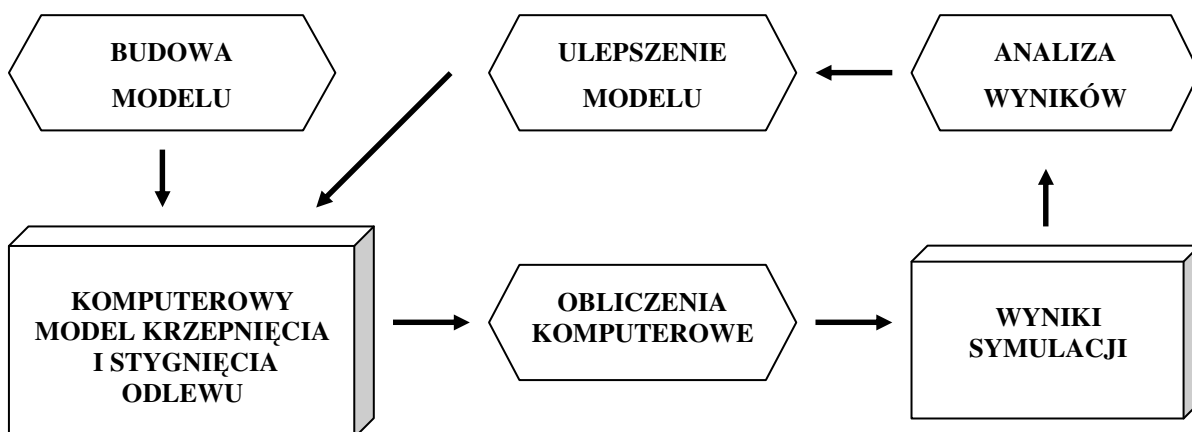 BUDOWA
MODELU
ULEPSZENIE
MODELU
ANALIZA
WYNIKÓW
KOMPUTEROWY
MODEL KRZEPNIĘCIA
I STYGNIĘCIA
ODLEWU
OBLICZENIA
KOMPUTEROWE
WYNIKI
SYMULACJI